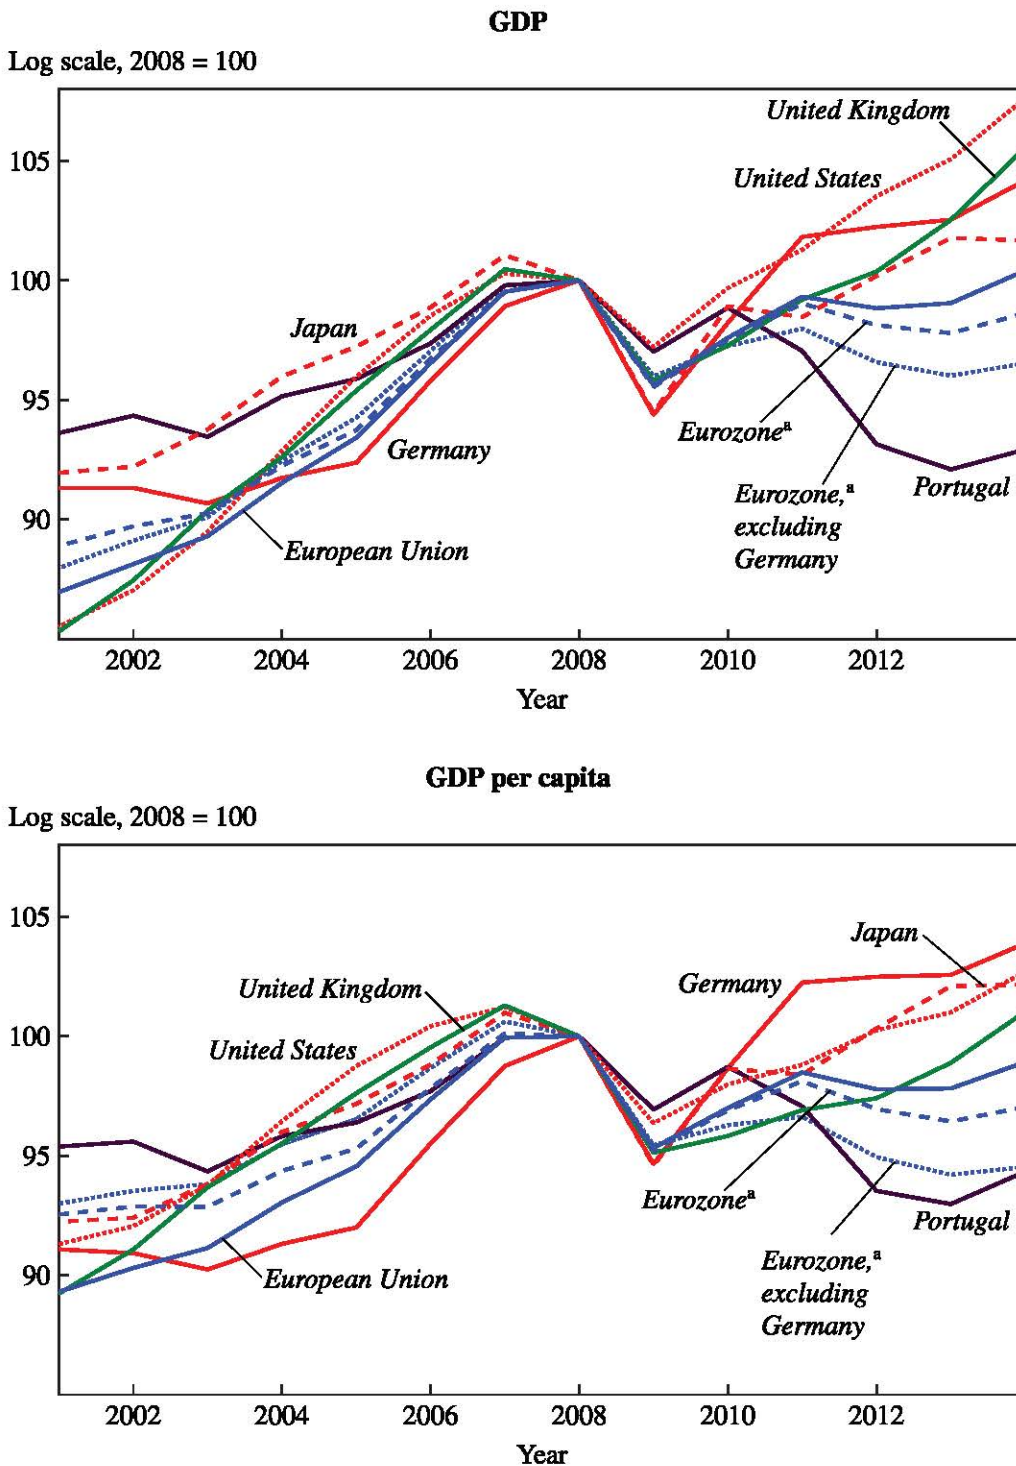 GDP
Log scale, 2008 = 100
United Kingdom
105
United States
100
Japan
95
Germany
Eurozoneª
Eurozone,ª
excluding
Germany
Portugal
90
European Union
2002 2004 2006 2008 2010 2012
Year
GDP per capita
Log scale, 2008 = 100
105
Japan
United Kingdom
Germany
United States
100
95
Eurozoneª
Portugal
90
European Union
Eurozone,ª
excluding
Germany
2002 2004 2006 2008 2010 2012
Year